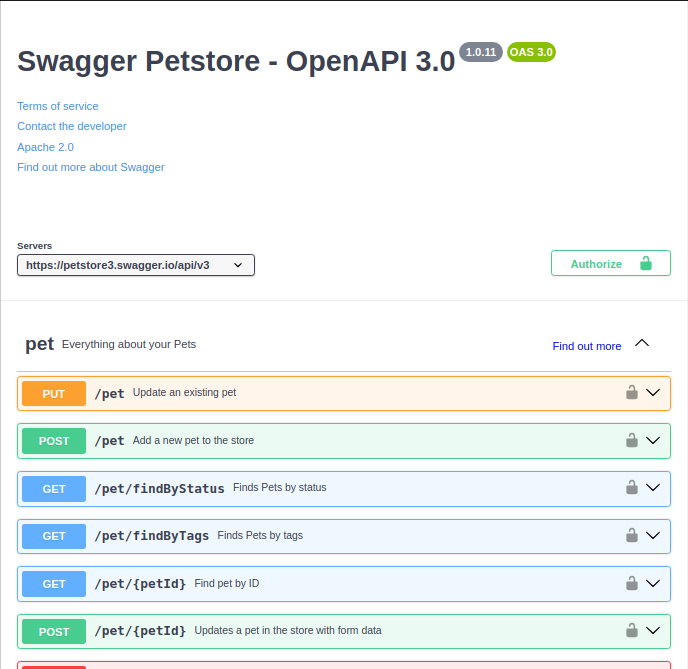 Swagger Petstore - OpenAPI 3.0 1.0.11 OAS 3.0
Terms of service
Contact the developer
Apache 2.0
Find out more about Swagger
Servers
https://petstore3.swagger.io/api/v3
Authorize
pet Everything about your Pets Find out more
PUT /pet Update an existing pet
POST /pet Add a new pet to the store
GET /pet/findByStatus Finds Pets by status
GET /pet/findByTags Finds Pets by tags
GET /pet/{petId} Find pet by ID
POST /pet/{petId} Updates a pet in the store with form data